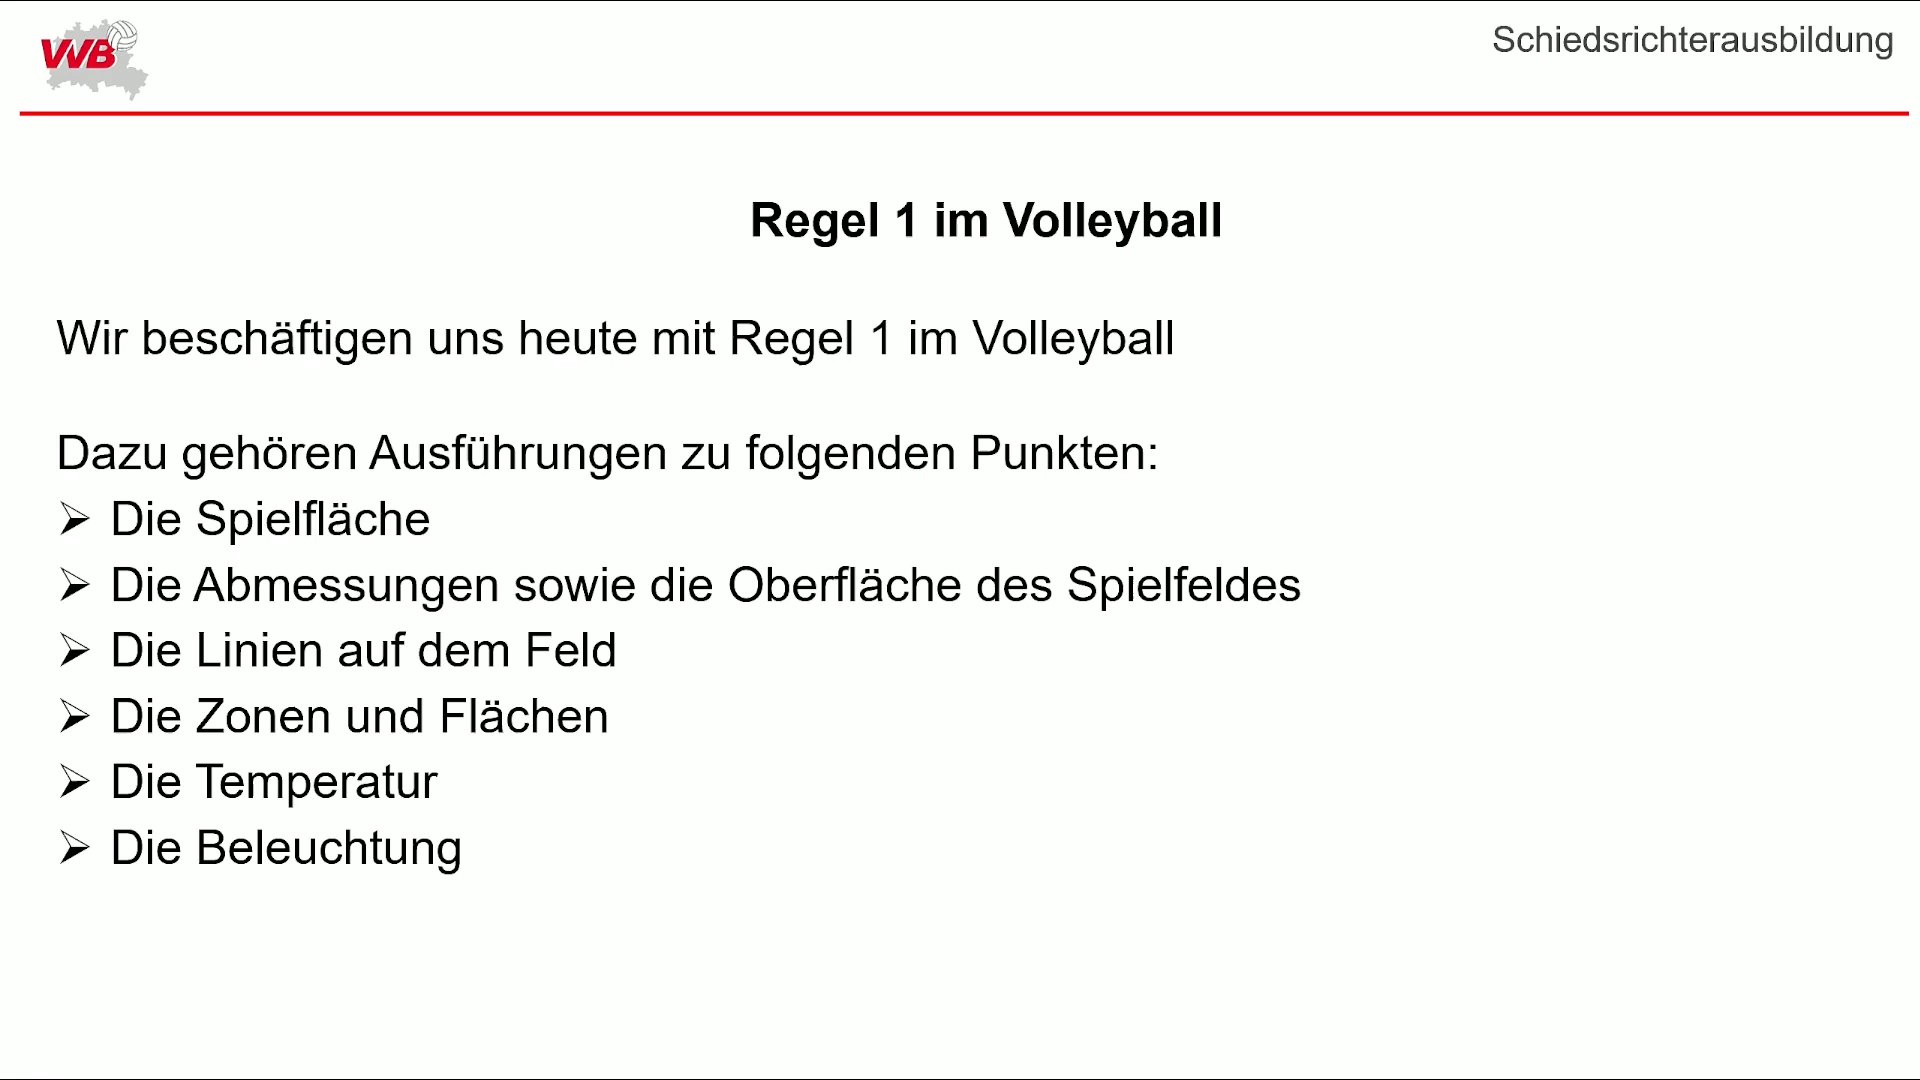 VVB
Schiedsrichterausbildung
Regel 1 im Volleyball
Wir beschäftigen uns heute mit Regel 1 im Volleyball
Dazu gehören Ausführungen zu folgenden Punkten:
➢ Die Spielfläche
➢ Die Abmessungen sowie die Oberfläche des Spielfeldes
➢ Die Linien auf dem Feld
➢ Die Zonen und Flächen
➢ Die Temperatur
➢ Die Beleuchtung